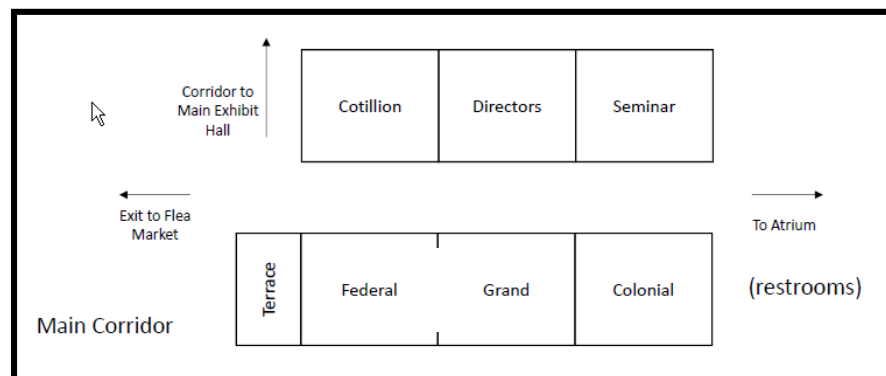 Corridor to
Main Exhibit
Hall
Cotillion
Directors
Seminar
Exit to Flea
Market
To Atrium
Terrace
Federal
Grand
Colonial
(restrooms)
Main Corridor